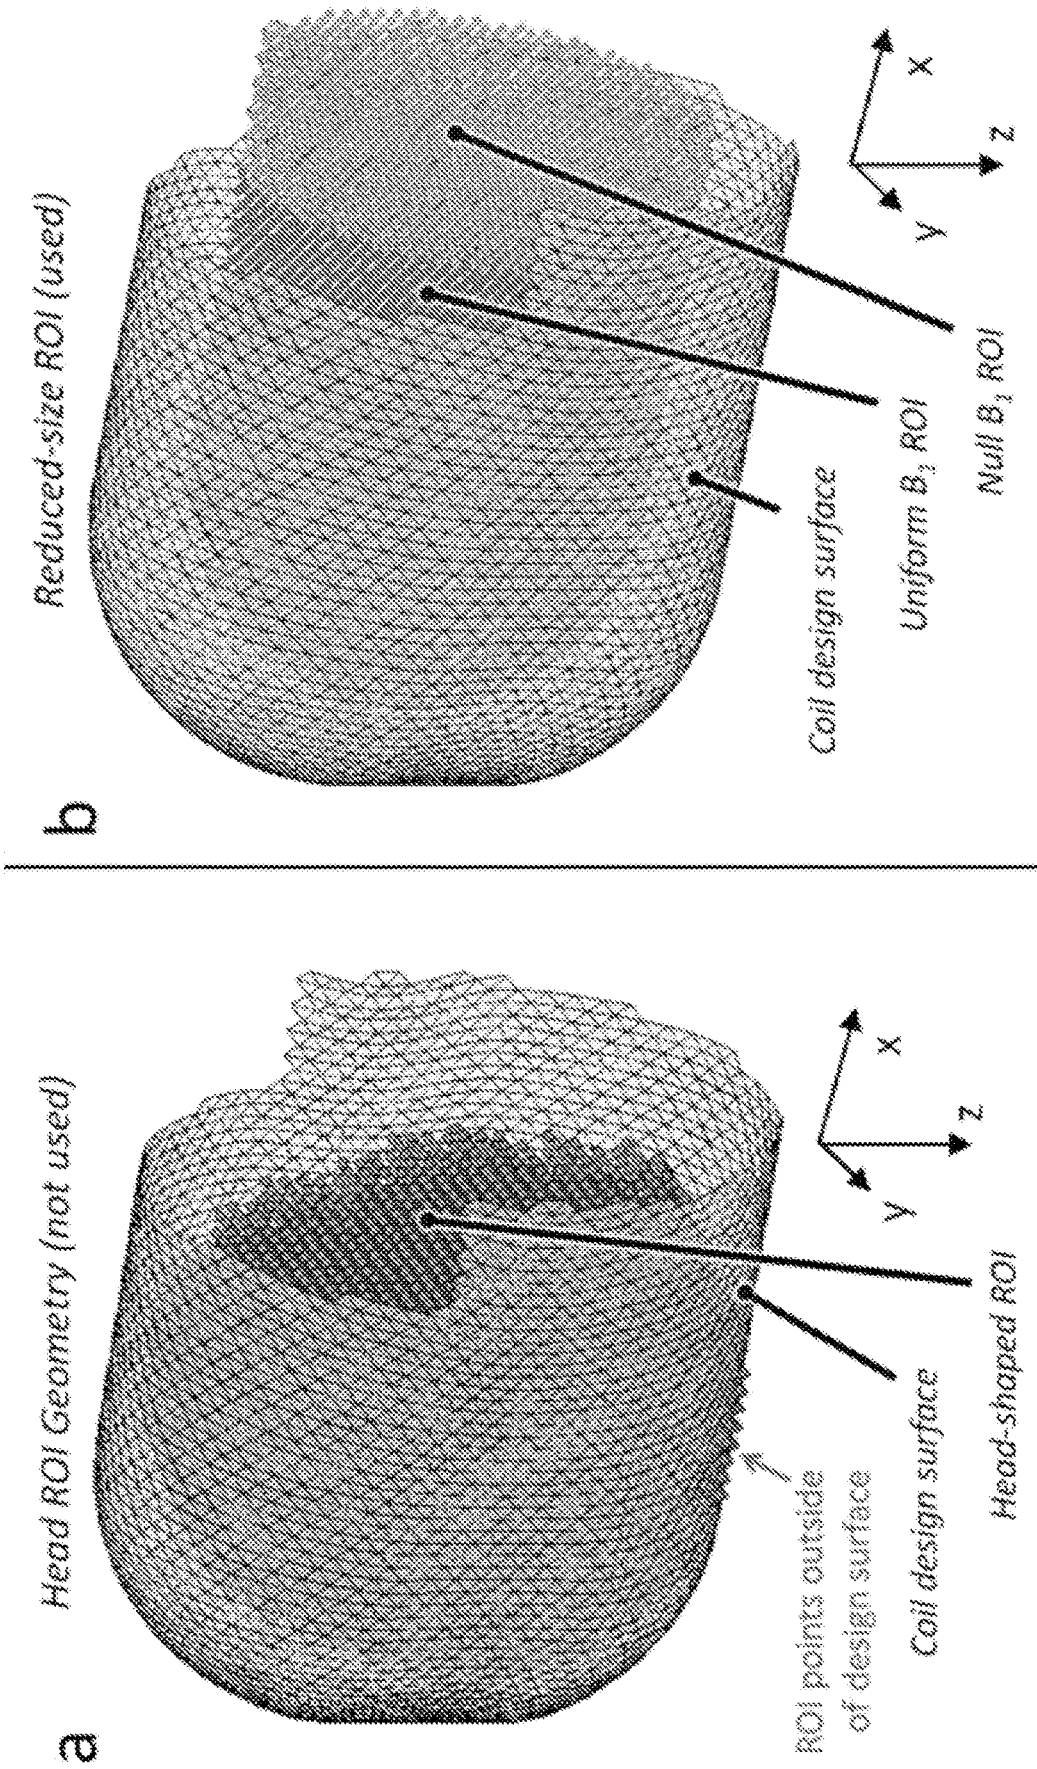 a
Head ROI Geometry (not used)
ROI points outside
of design surface
Coil design surface
Head-shaped ROI
y
z
x
b
Reduced-size ROI (used)
Coil design surface
Uniform B₁ ROI
Null B₁ ROI
y
z
x